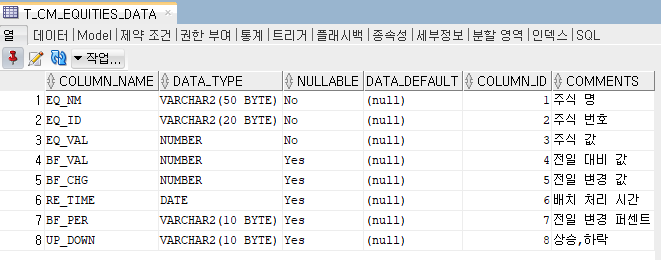 T_CM_EQUITIES_DATA
열 데이터 Model 제약 조건 권한 부여 통계 트리거 플래시백 종속성 세부정보 분할 영역 인덱스 SQL
작업...
COLUMN_NAME DATA_TYPE NULLABLE DATA_DEFAULT COLUMN_ID COMMENTS
1 EQ_NM VARCHAR2(50 BYTE) No (null) 1 주식 명
2 EQ_ID VARCHAR2(20 BYTE) No (null) 2 주식 번호
3 EQ_VAL NUMBER No (null) 3 주식 값
4 BF_VAL NUMBER Yes (null) 4 전일 대비 값
5 BF_CHG NUMBER Yes (null) 5 전일 변경 값
6 RE_TIME DATE Yes (null) 6 배치 처리 시간
7 BF_PER VARCHAR2(10 BYTE) Yes (null) 7 전일 변경 퍼센트
8 UP_DOWN VARCHAR2(10 BYTE) Yes (null) 8 상승,하락